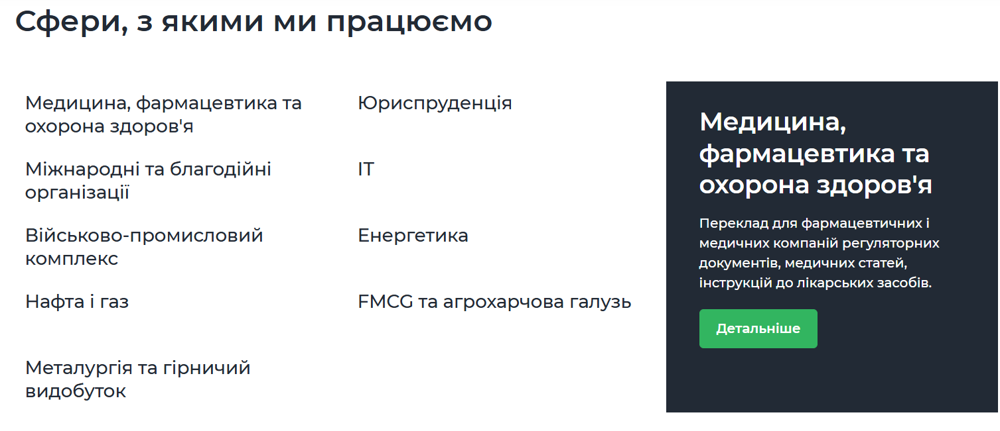 Сфери, з якими ми працюємо
Медицина, фармацевтика та
охорона здоров'я
Юриспруденція
Міжнародні та благодійні
організації
IT
Військово-промисловий
комплекс
Енергетика
Нафта і газ
FMCG та агрохарчова галузь
Металургія та гірничий
видобуток
Медицина,
фармацевтика та
охорона здоров'я
Переклад для фармацевтичних і
медичних компаній регуляторних
документів, медичних статей,
інструкцій до лікарських засобів.
Детальніше